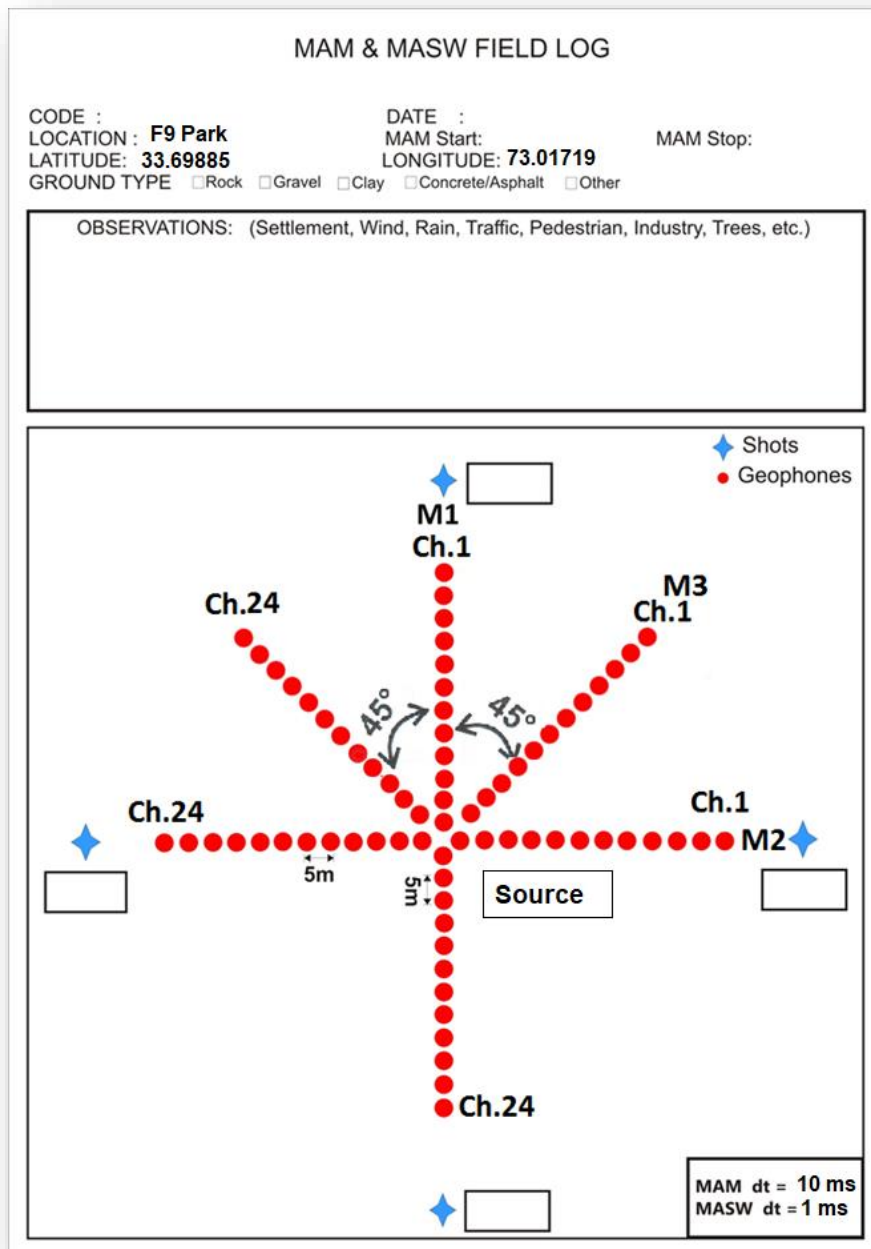 MAM & MASW FIELD LOG
CODE :
DATE :
LOCATION : F9 Park
MAM Start:
MAM Stop:
LATITUDE: 33.69885
LONGITUDE: 73.01719
GROUND TYPE □Rock □Gravel □Clay □Concrete/Asphalt □Other
OBSERVATIONS: (Settlement, Wind, Rain, Traffic, Pedestrian, Industry, Trees, etc.)
Shots
Geophones
M1
Ch.1
Ch.24
M3
Ch.1
45°
45°
Ch.24
Ch.1
M2
5m
5m
Source
Ch.24
MAM dt = 10 ms
MASW dt = 1 ms